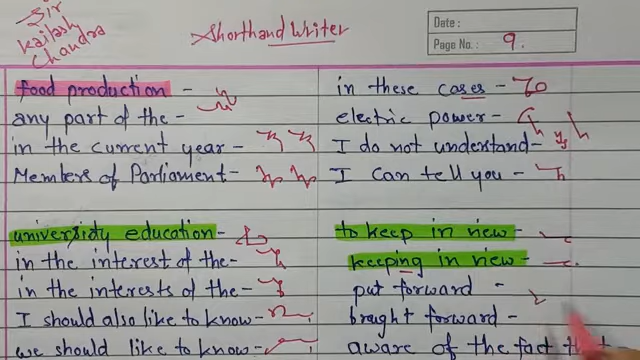 Sir
Kailash
Chandra
Shorthand Writer
Date :
Page No. : 9.
food production -
any part of the -
in the current year -
Members of Parliament -
universidy education -
in the interest of the -
in the interests of the -
I should also like to know -
we should like to know -
in these cases -
electric power -
I do not understand -
I can tell you -
to keep in view -
keeping in view -
put forward -
braught forward -
aware of the fact that